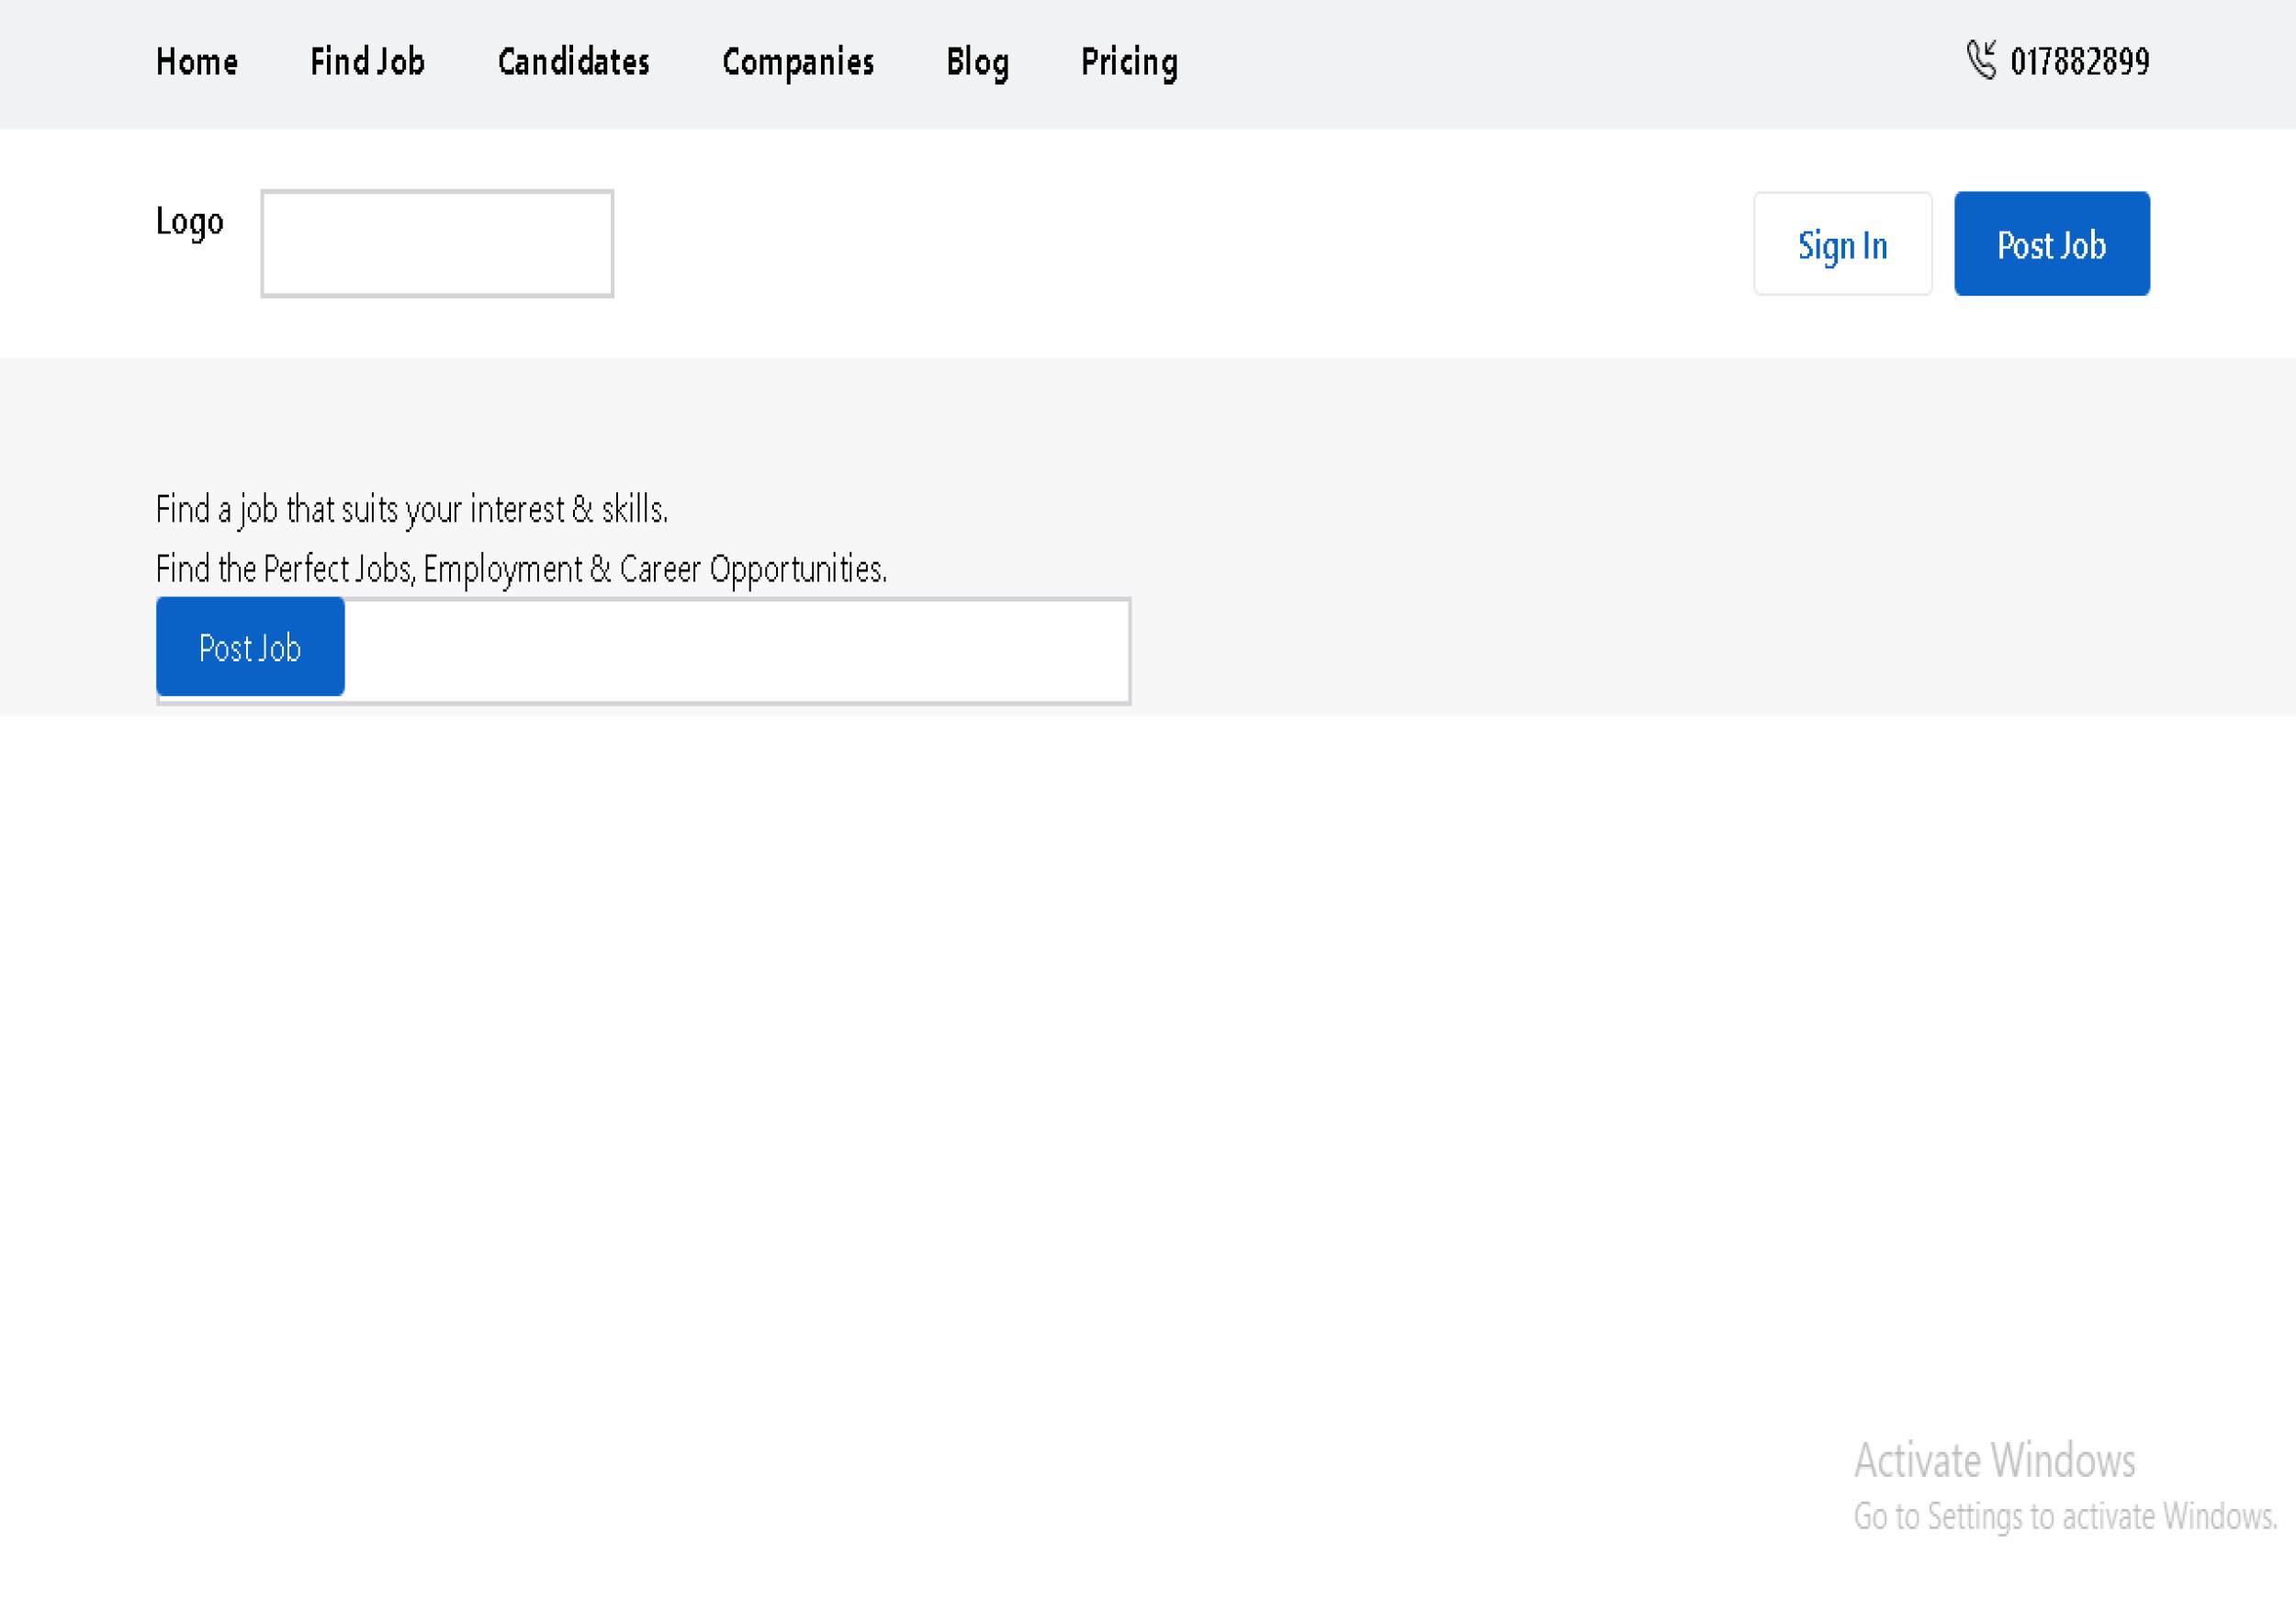 Home Find Job Candidates Companies Blog Pricing 017882899
Logo Sign In Post Job
Find a job that suits your interest & skills.
Find the Perfect Jobs, Employment & Career Opportunities.
Post Job
Activate Windows
Go to Settings to activate Windows.